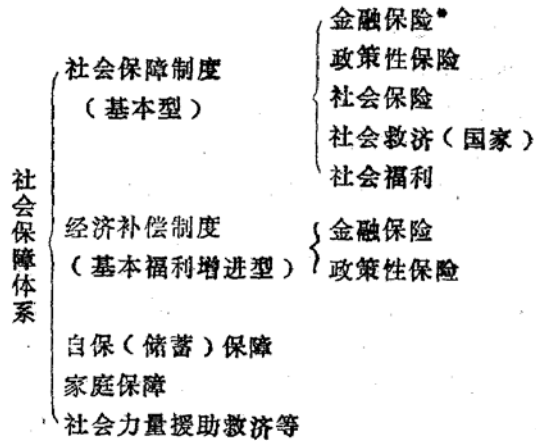 社会保障体系
社会保障制度
（基本型）
金融保险*
政策性保险
社会保险
社会救济（国家）
社会福利
经济补偿制度
（基本福利增进型）
金融保险
政策性保险
自保（储蓄）保障
家庭保障
社会力量援助救济等